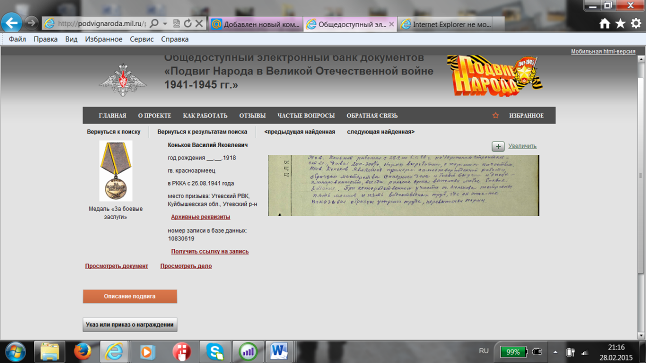 http://podvignaroda.mil.ru/
Добавлен новый ком...
Общедоступный эл...
Internet Explorer не мо...
Файл Правка Вид Избранное Сервис Справка
Мобильная html-версия
Общедоступный электронный банк документов
«Подвиг Народа в Великой Отечественной войне
1941-1945 гг.»
ПОДВИГ
НАРОДА
ГЛАВНАЯ О ПРОЕКТЕ КАК РАБОТАТЬ ОТЗЫВЫ ЧАСТЫЕ ВОПРОСЫ ОБРАТНАЯ СВЯЗЬ ИЗБРАННОЕ
Вернуться к поиску Вернуться к результатам поиска <предыдущая найденная следующая найденная>
Увеличить
Коньков Василий Яковлевич
год рождения __.__.1918
гв. красноармеец
в РККА с 26.08.1941 года
место призыва: Утевский РВК,
Куйбышевская обл., Утевский р-н
Архивные реквизиты
номер записи в базе данных:
10830619
Получить ссылку на запись
Медаль «За боевые
заслуги»
Просмотреть документ Просмотреть дело
Описание подвига
Указ или приказ о награждении
RU
99%
21:16
28.02.2015